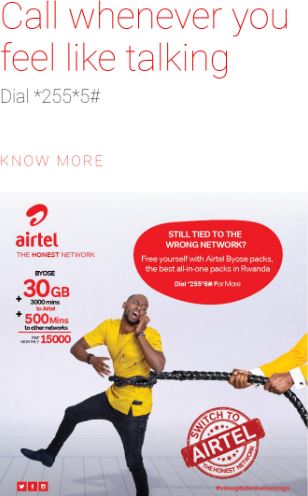 Call whenever you
feel like talking
Dial *255*5#
KNOW MORE
airtel
THE HONEST NETWORK
BYOSE
+ 30GB
3000 mins
to Airtel
+ 500Mins
to other networks
RWF
MONTHLY 15000
STILL TIED TO THE
WRONG NETWORK?
Free yourself with Airtel Byose packs,
the best all-in-one packs in Rwanda
Dial *255*6# For More
SWITCH TO
AIRTEL
THE HONEST NETWORK